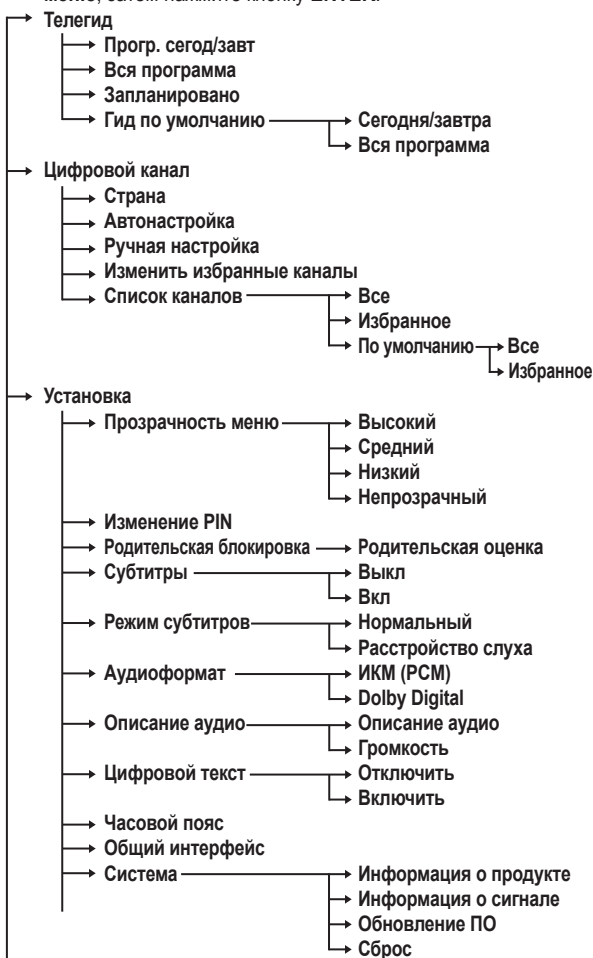 Телегид
Прогр. сегод/завт
Вся программа
Запланировано
Гид по умолчанию Сегодня/завтра
Вся программа
Цифровой канал
Страна
Автонастройка
Ручная настройка
Изменить избранные каналы
Список каналов Все
Избранное
По умолчанию Все
Избранное
Установка
Прозрачность меню Высокий
Средний
Низкий
Непрозрачный
Изменение PIN
Родительская блокировка Родительская оценка
Субтитры Выкл
Вкл
Режим субтитров Нормальный
Расстройство слуха
Аудиоформат ИКМ (PCM)
Dolby Digital
Описание аудио Описание аудио
Громкость
Цифровой текст Отключить
Включить
Часовой пояс
Общий интерфейс
Система Информация о продукте
Информация о сигнале
Обновление ПО
Сброс